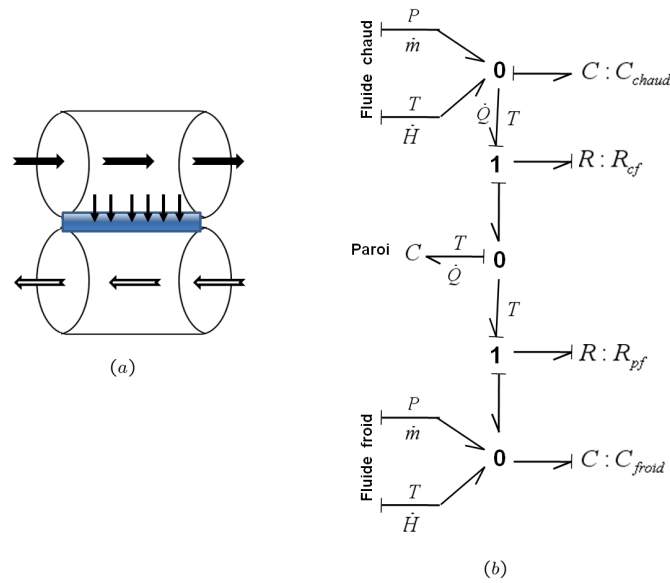 (a)
Fluide chaud
P
ṁ
T
Ḣ
0
C : C_chaud
Q̇ T
1
R : R_cf
Paroi C T Q̇ 0
T
1
R : R_pf
Fluide froid
P
ṁ
T
Ḣ
0
C : C_froid
(b)